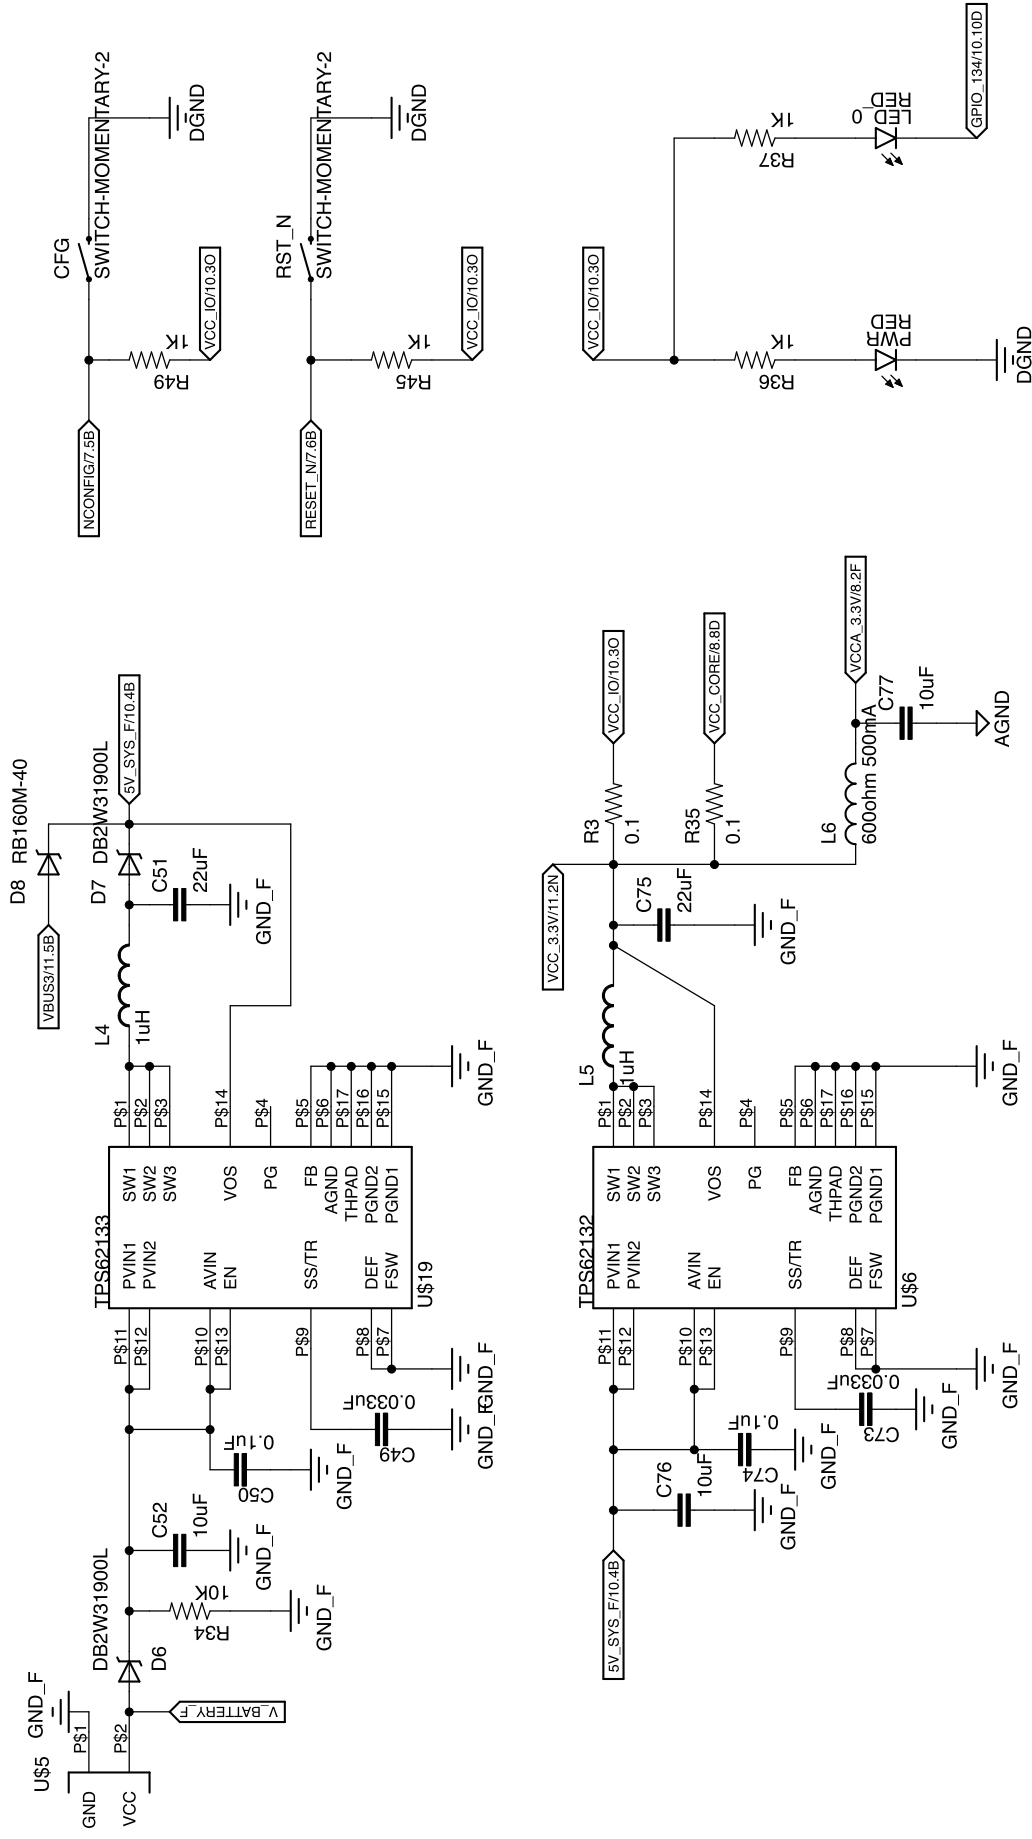 U$5
GND
VCC
P$1
P$2
GND_F
V_BATTERY_F
DB2W31900L
D6
R34
10K
GND_F
C52
10uF
GND_F
C50
0.1uF
GND_F
C49
0.033uF
GND_F
GND_F
P$11
P$12
P$10
P$13
P$9
P$8
P$7
TPS62133
PVIN1
PVIN2
AVIN
EN
SS/TR
DEF
FSW
U$19
SW1
SW2
SW3
VOS
PG
FB
AGND
THPAD
PGND2
PGND1
P$1
P$2
P$3
P$14
P$4
P$5
P$6
P$17
P$16
P$15
GND_F
L4
1uH
C51
22uF
GND_F
VBUS3/11.5B
D8
RB160M-40
D7
DB2W31900L
5V_SYS_F/10.4B
NCONFIG/7.5B
R49
1K
VCC_IO/10.3O
CFG
SWITCH-MOMENTARY-2
DGND
RESET_N/7.6B
R45
1K
VCC_IO/10.3O
RST_N
SWITCH-MOMENTARY-2
DGND
5V_SYS_F/10.4B
C76
10uF
GND_F
C74
0.1uF
GND_F
C73
0.033uF
GND_F
GND_F
P$11
P$12
P$10
P$13
P$9
P$8
P$7
TPS62132
PVIN1
PVIN2
AVIN
EN
SS/TR
DEF
FSW
U$6
SW1
SW2
SW3
VOS
PG
FB
AGND
THPAD
PGND2
PGND1
P$1
P$2
P$3
P$14
P$4
P$5
P$6
P$17
P$16
P$15
GND_F
L5
1uH
VCC_3.3V/11.2N
C75
22uF
GND_F
R3
0.1
VCC_IO/10.3O
R35
0.1
VCC_CORE/8.8D
L6
600ohm 500mA
VCCA_3.3V/8.2F
C77
10uF
AGND
VCC_IO/10.3O
R36
1K
PWR
RED
DGND
R37
1K
LED_0
RED
GPIO_134/10.10D